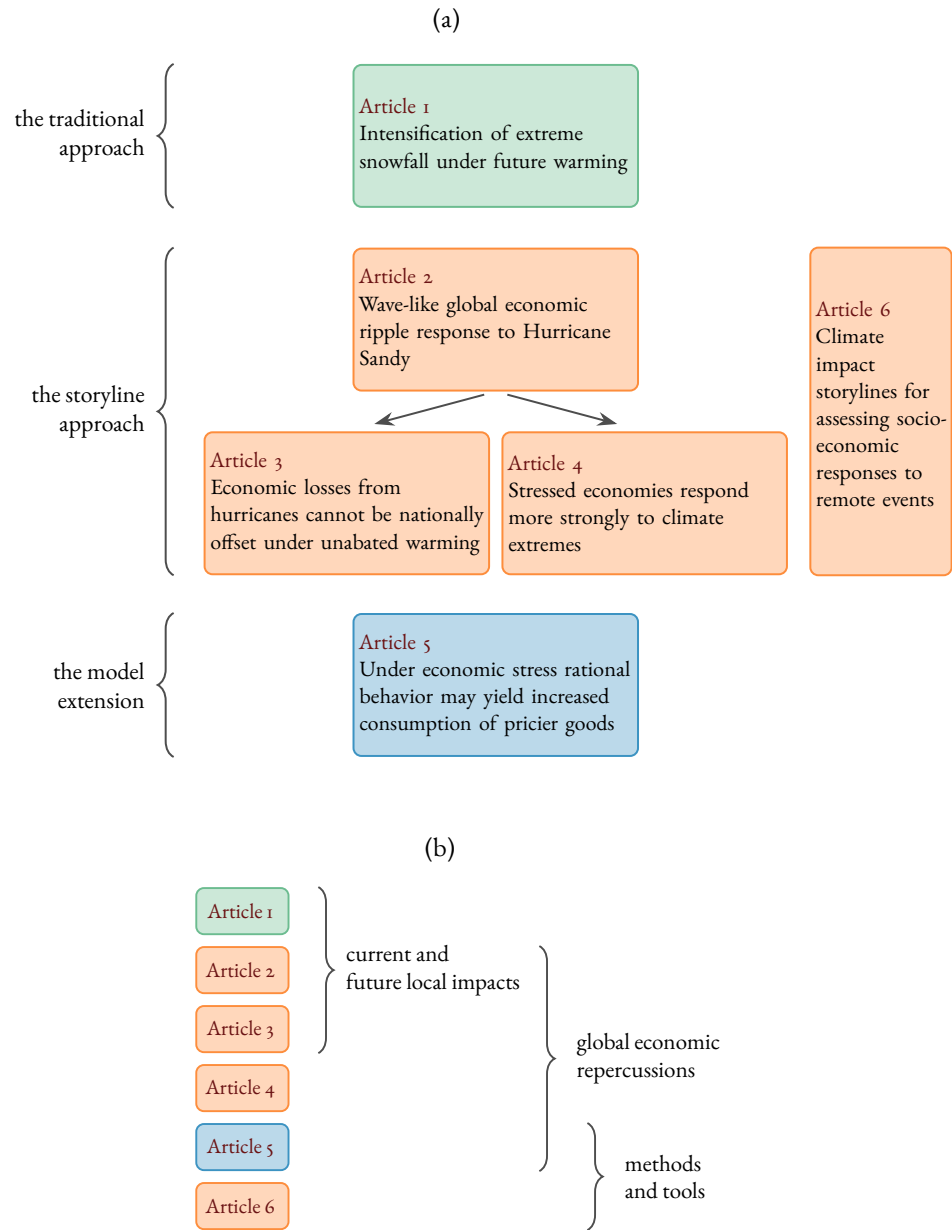 (a)
the traditional
approach
Article 1
Intensification of extreme
snowfall under future warming
the storyline
approach
Article 2
Wave-like global economic
ripple response to Hurricane
Sandy
Article 3
Economic losses from
hurricanes cannot be nationally
offset under unabated warming
Article 4
Stressed economies respond
more strongly to climate
extremes
Article 6
Climate
impact
storylines for
assessing socio-
economic
responses to
remote events
the model
extension
Article 5
Under economic stress rational
behavior may yield increased
consumption of pricier goods
(b)
Article 1
Article 2
Article 3
Article 4
Article 5
Article 6
current and
future local impacts
global economic
repercussions
methods
and tools